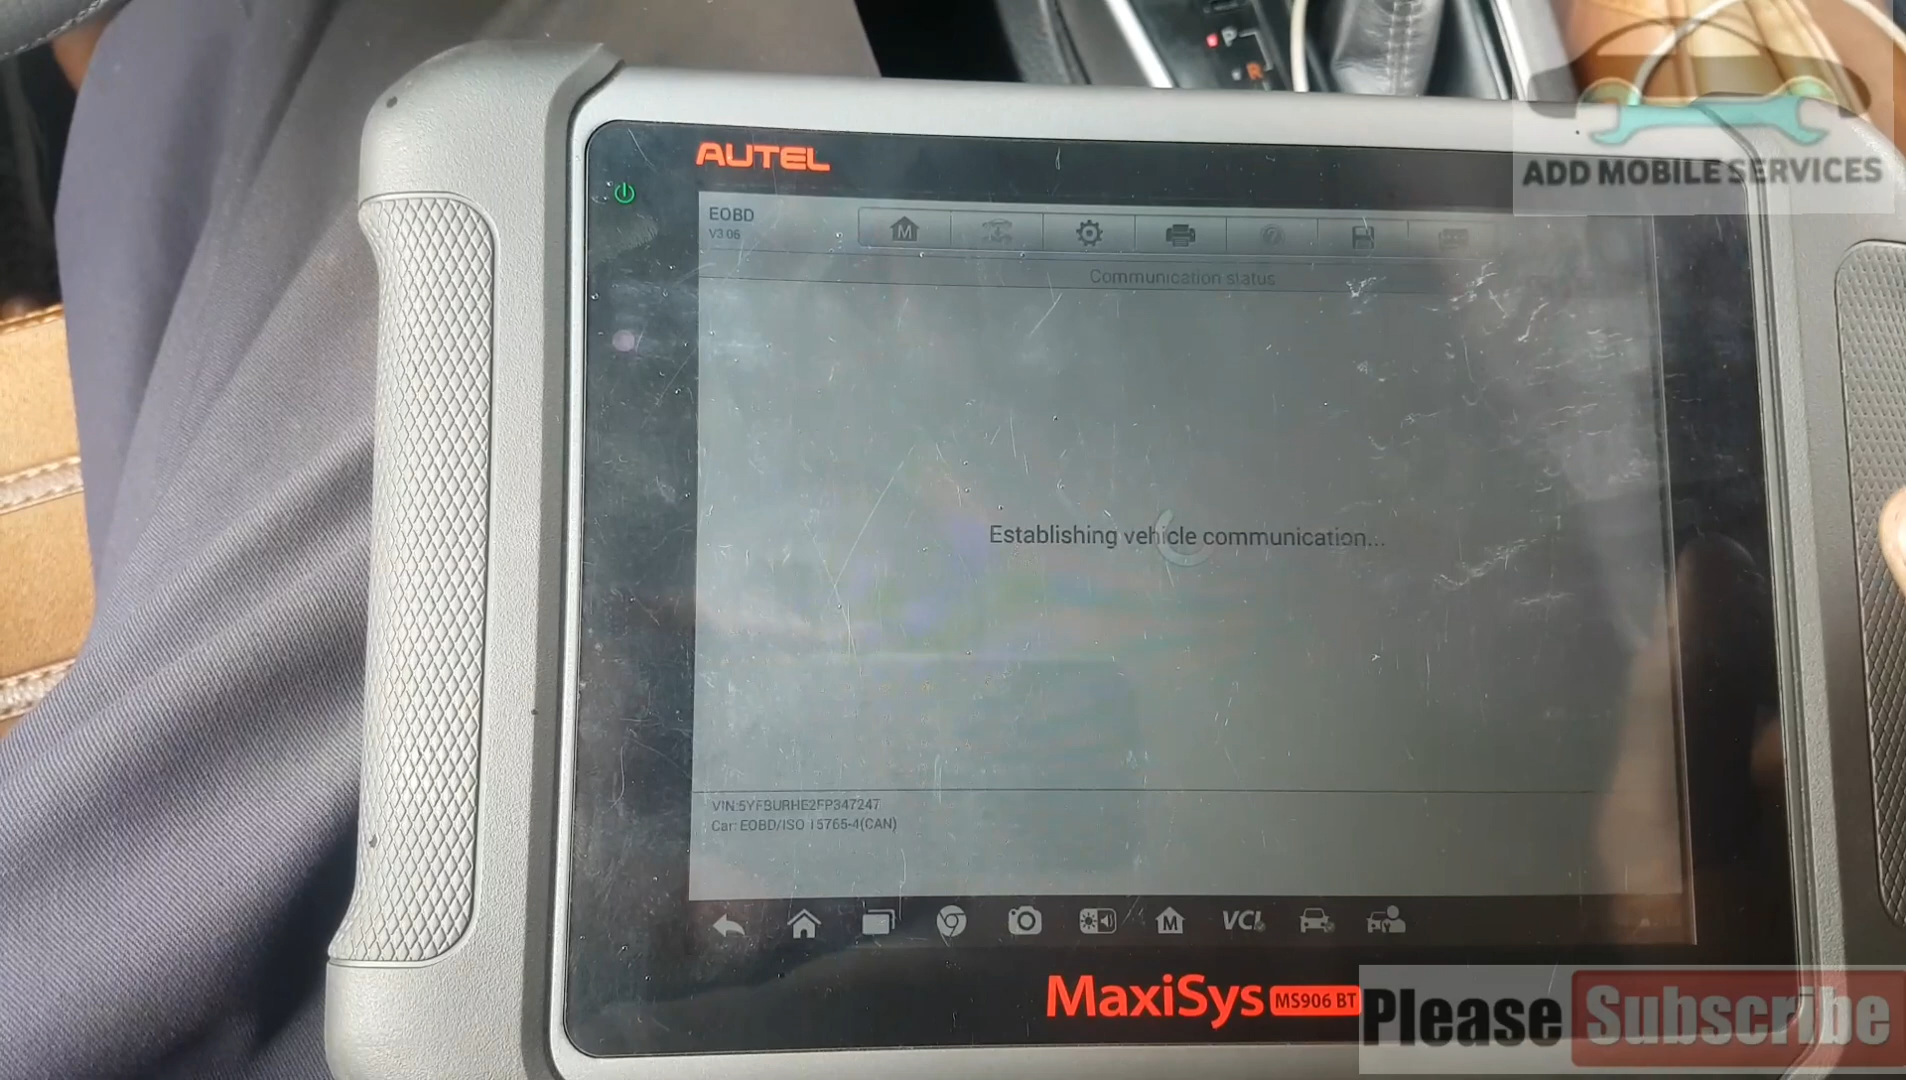 P
R
ADD MOBILE SERVICES
AUTEL
EOBD
V3.06
M
Communication status
Establishing vehicle communication...
VIN:5YFBURHE2FP347247
Car: EOBD/ISO 15765-4(CAN)
M
VCI
MaxiSys MS906 BT
Please Subscribe